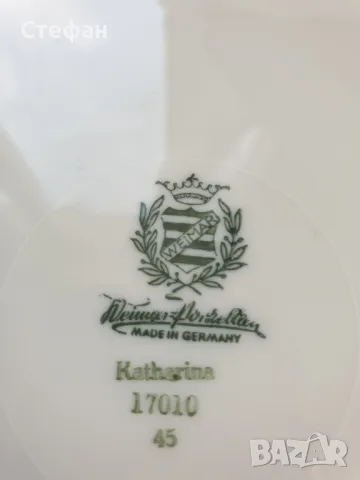 Стефан
WEIMAR
Weimar-Porzellan
MADE IN GERMANY
Katharina
17010
45
BAZAR